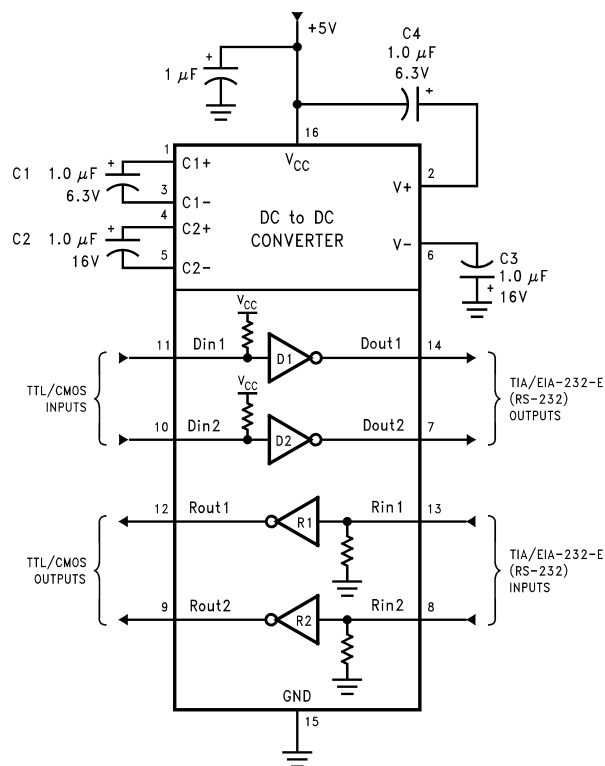 +5V
C4
1.0 μF
6.3V
+
+
1 μF
16
1
VCC
2
C1+
V+
+
C1 1.0 μF
6.3V
3
C1-
4
C2+
DC to DC
CONVERTER
V-
6
+
C2 1.0 μF
16V
5
C2-
C3
1.0 μF
+
16V
VCC
11
Din1
D1
Dout1
14
TTL/CMOS
INPUTS
VCC
TIA/EIA-232-E
(RS-232)
OUTPUTS
10
Din2
D2
Dout2
7
12
Rout1
R1
Rin1
13
TTL/CMOS
OUTPUTS
TIA/EIA-232-E
(RS-232)
INPUTS
9
Rout2
R2
Rin2
8
GND
15